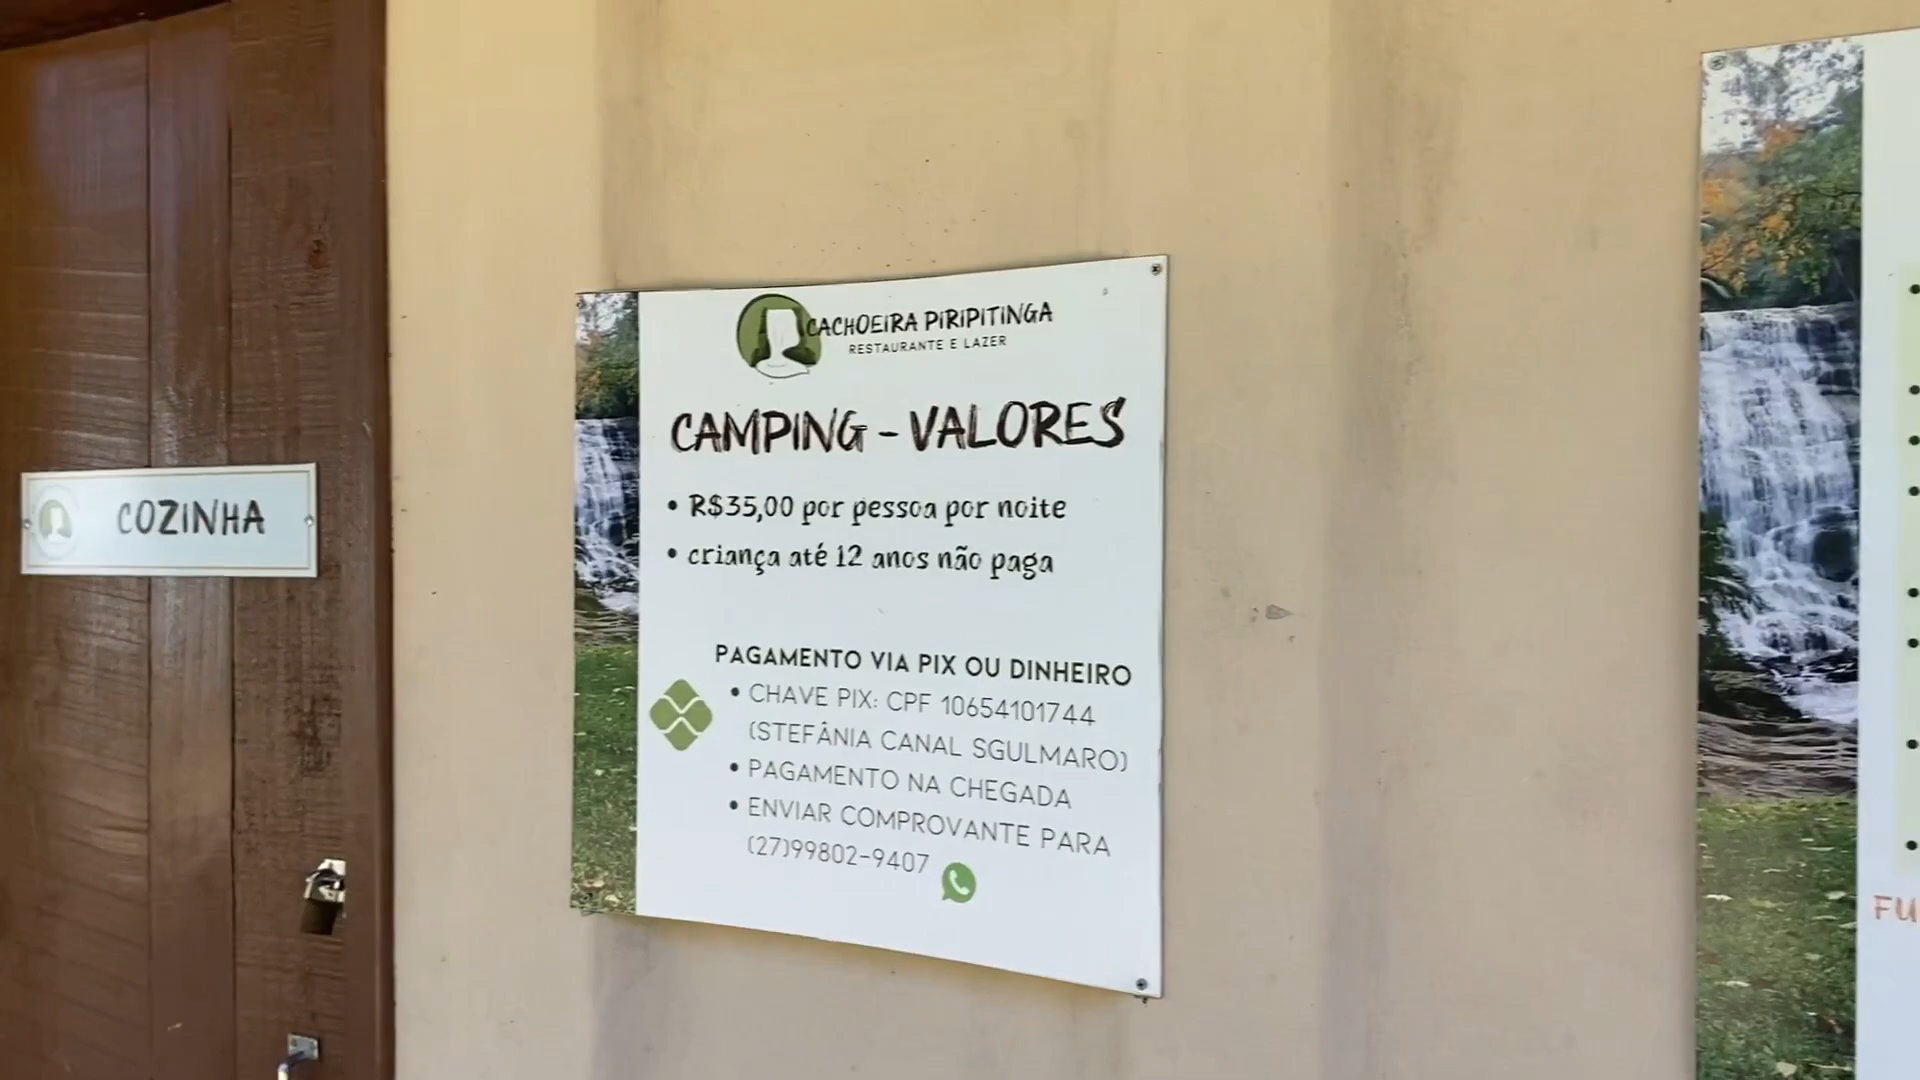 COZINHA
CACHOEIRA PIRIPITINGA
RESTAURANTE E LAZER
CAMPING - VALORES
• R$35,00 por pessoa por noite
• criança até 12 anos não paga
PAGAMENTO VIA PIX OU DINHEIRO
• CHAVE PIX: CPF 10654101744
(STEFÂNIA CANAL SGULMARO)
• PAGAMENTO NA CHEGADA
• ENVIAR COMPROVANTE PARA
(27)99802-9407
FU